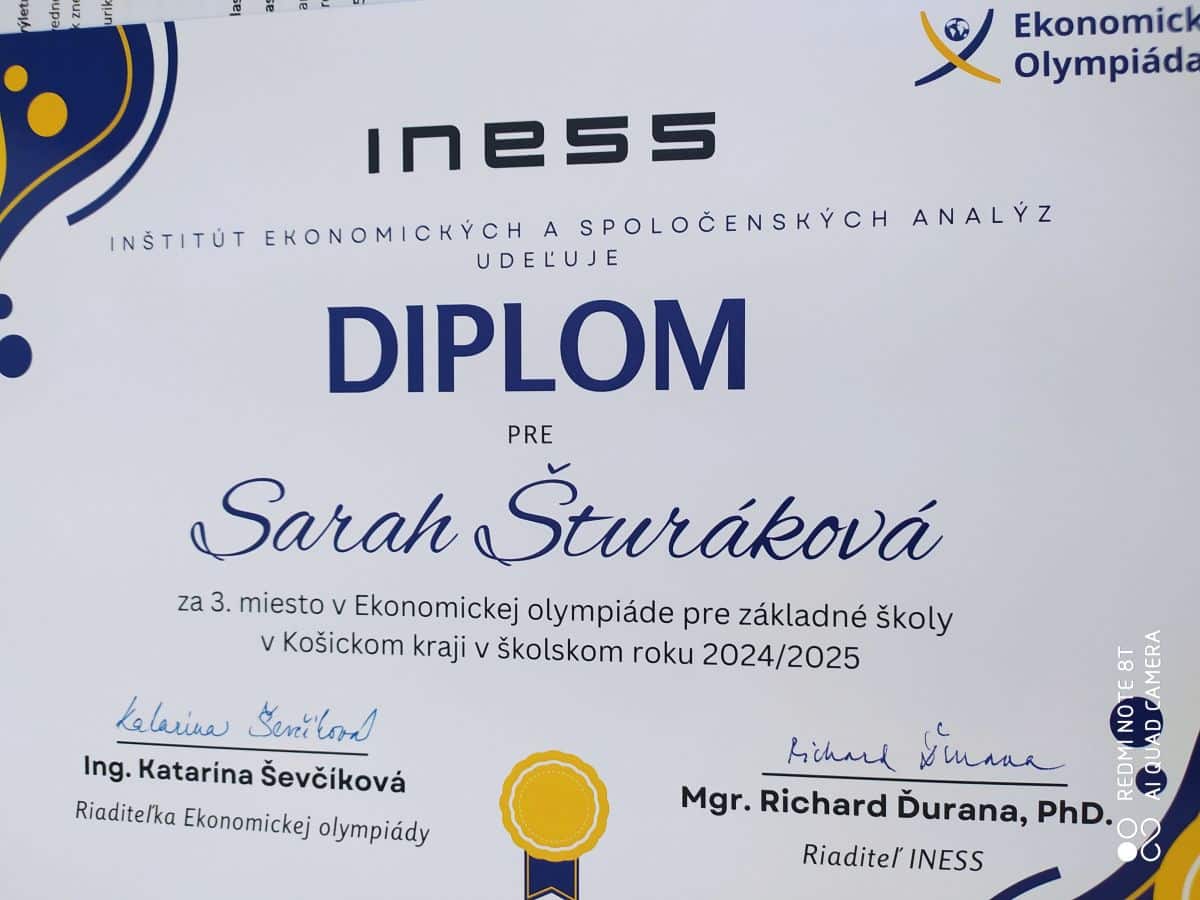 Ekonomick
Olympiáda
INESS
INŠTITÚT EKONOMICKÝCH A SPOLOČENSKÝCH ANALÝZ
UDEĽUJE
DIPLOM
PRE
Sarah Šturáková
za 3. miesto v Ekonomickej olympiáde pre základné školy
v Košickom kraji v školskom roku 2024/2025
Katarína Ševčíková
Ing. Katarína Ševčíková
Riaditeľka Ekonomickej olympiády
Richard Ďurana
Mgr. Richard Ďurana, PhD.
Riaditeľ INESS
REDMI NOTE 8T
AI QUAD CAMERA